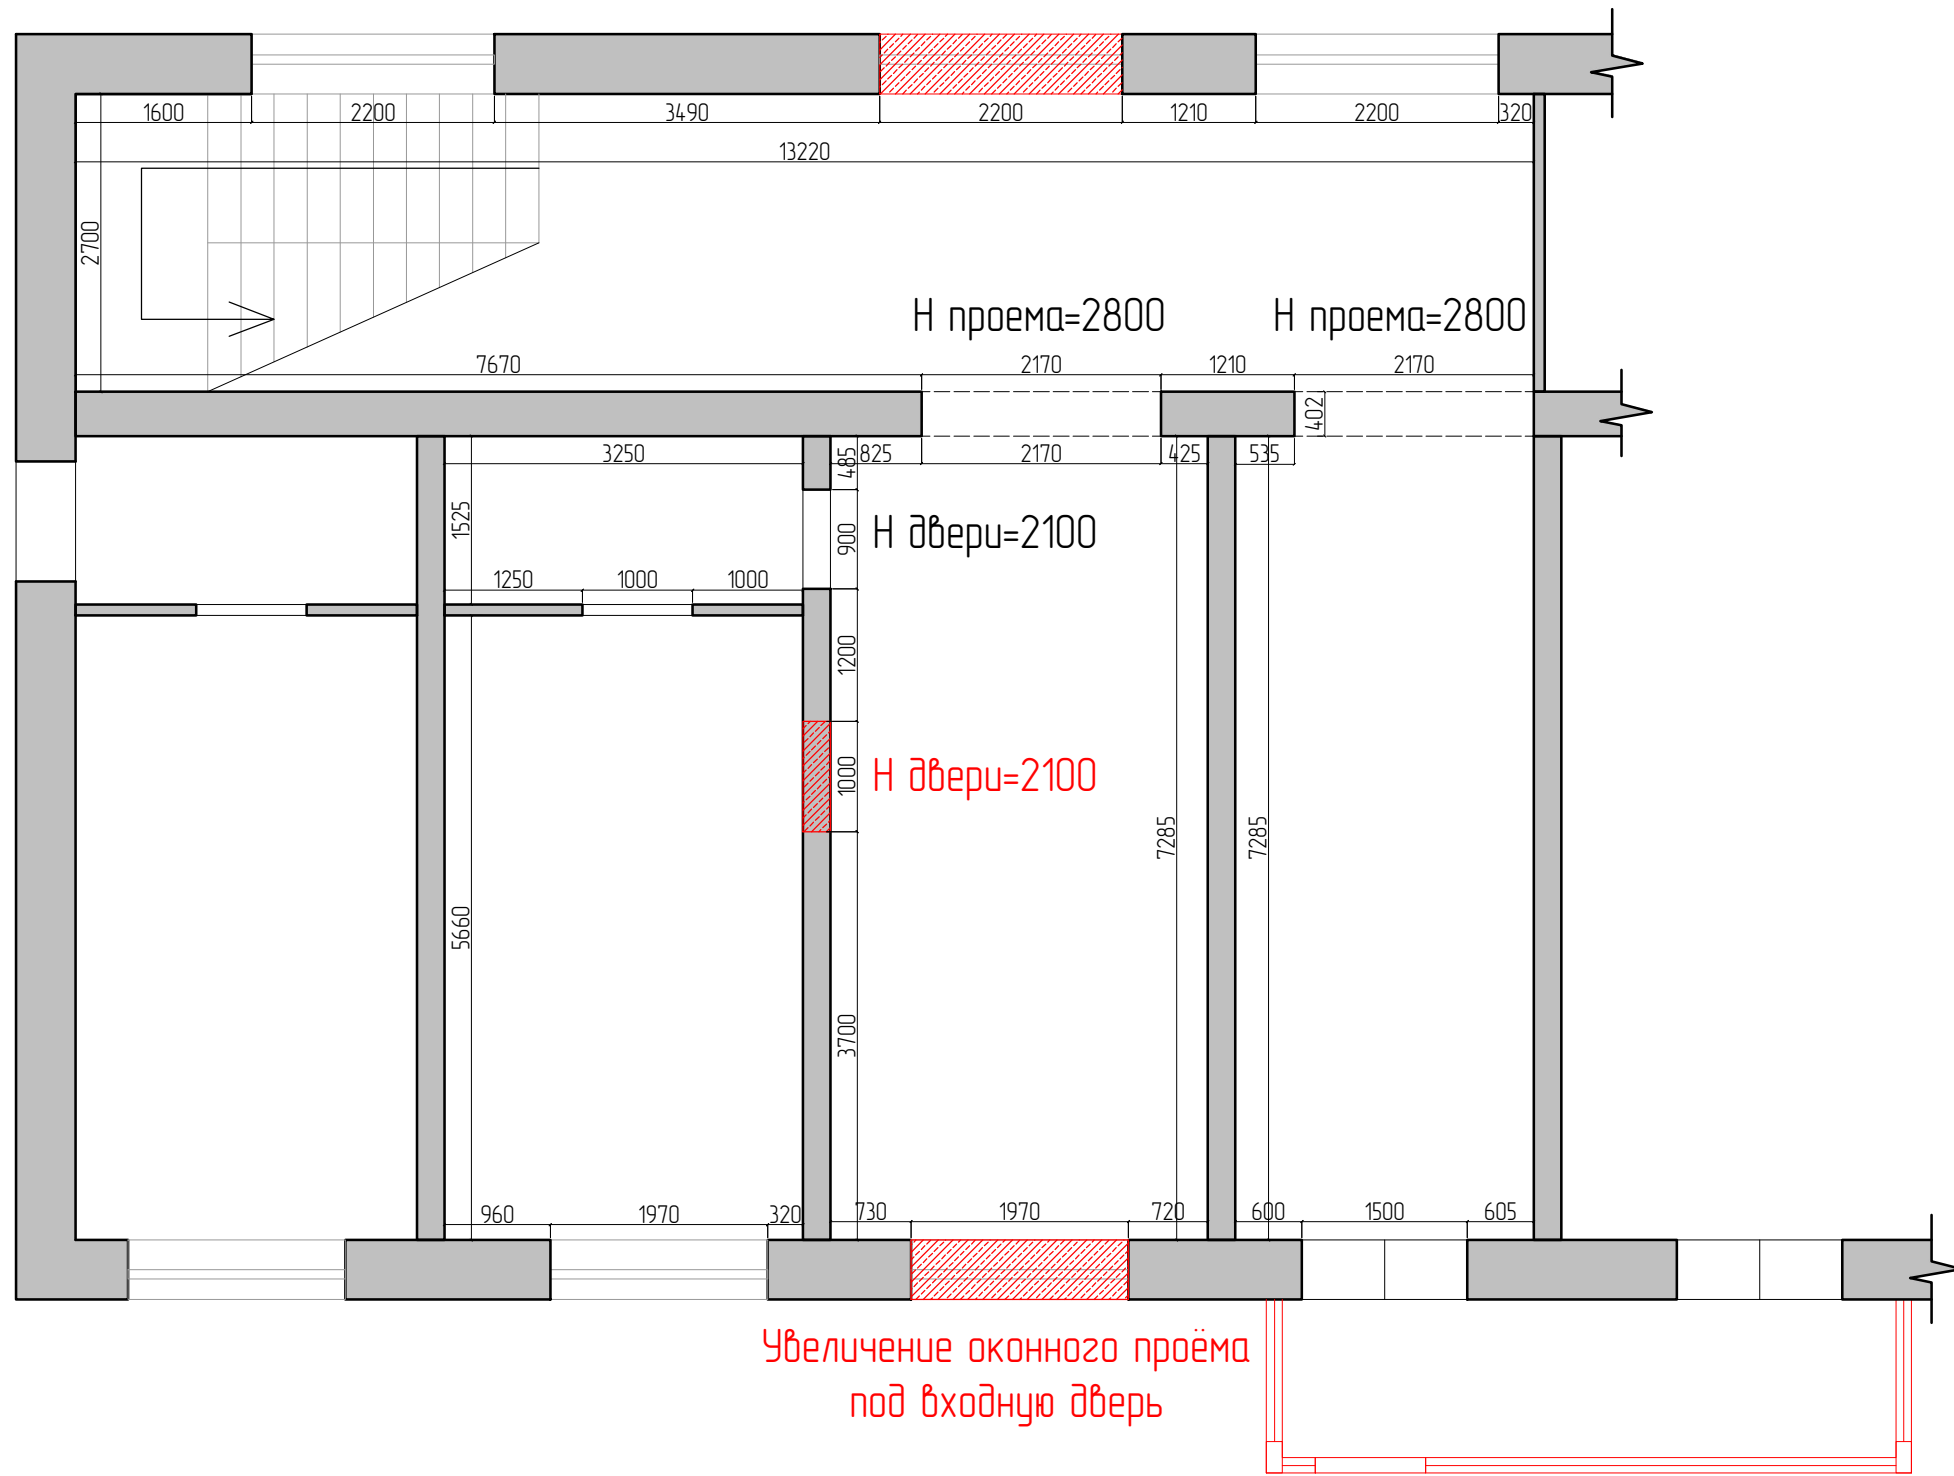 1600 2200 3490 2200 1210 2200 320
13220
2700
H проема=2800 H проема=2800
7670 2170 1210 2170
402
3250 485 825 2170 425 535
1525 900 H двери=2100
1250 1000 1000
1200
1000 H двери=2100
7285 7285
5660
3700
960 1970 320 730 1970 720 600 1500 605
Увеличение оконного проёма
под входную дверь